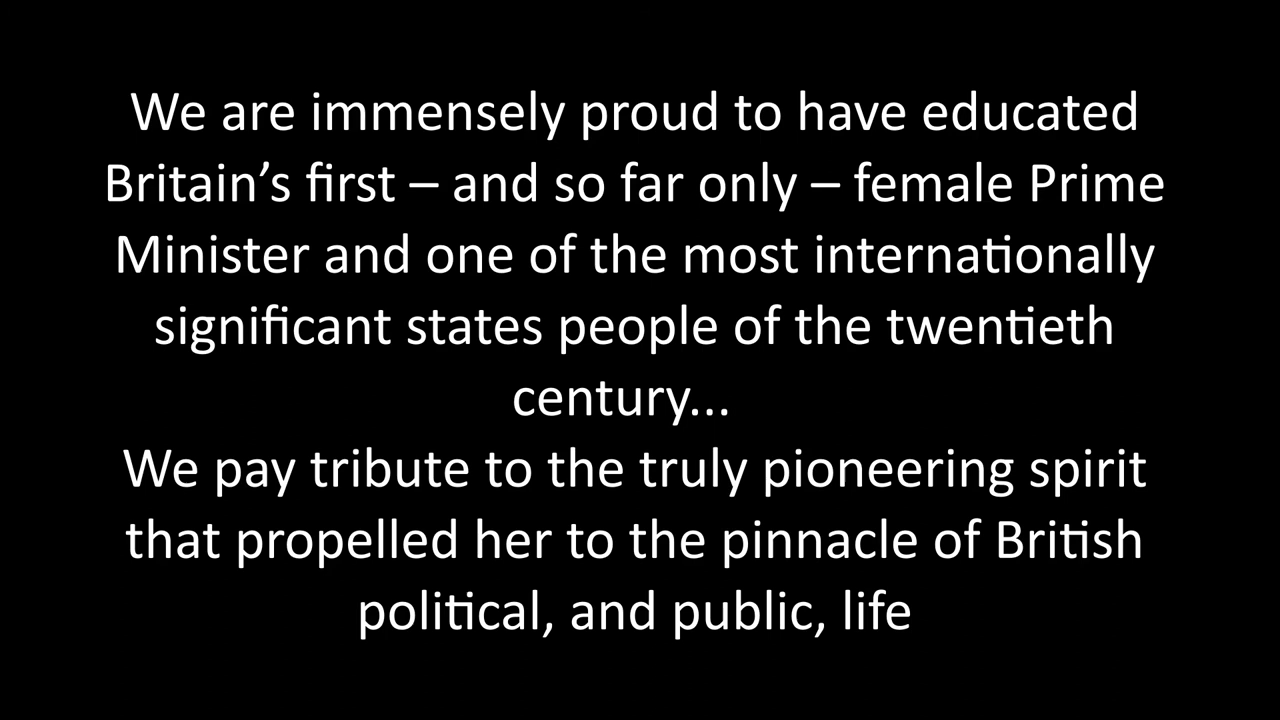 We are immensely proud to have educated
Britain’s first – and so far only – female Prime
Minister and one of the most internationally
significant states people of the twentieth
century...
We pay tribute to the truly pioneering spirit
that propelled her to the pinnacle of British
political, and public, life